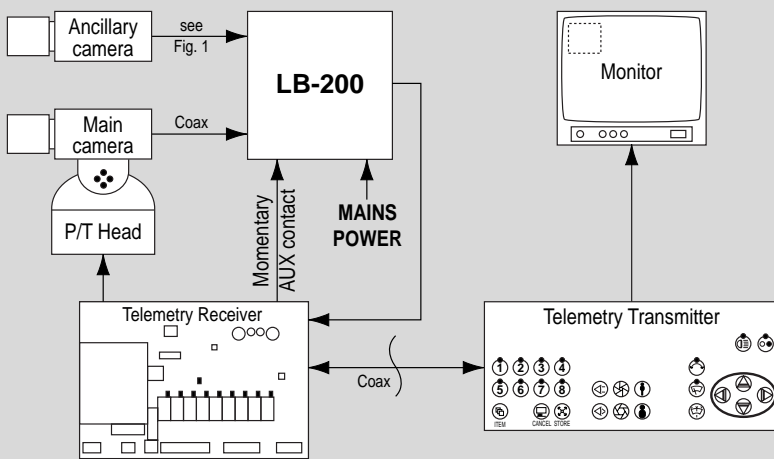 Ancillary
camera
see
Fig. 1
LB-200
Monitor
Main
camera
Coax
P/T Head
Momentary
AUX contact
MAINS
POWER
Telemetry Receiver
Coax
Telemetry Transmitter
1 2 3 4
5 6 7 8
ITEM CANCEL STORE